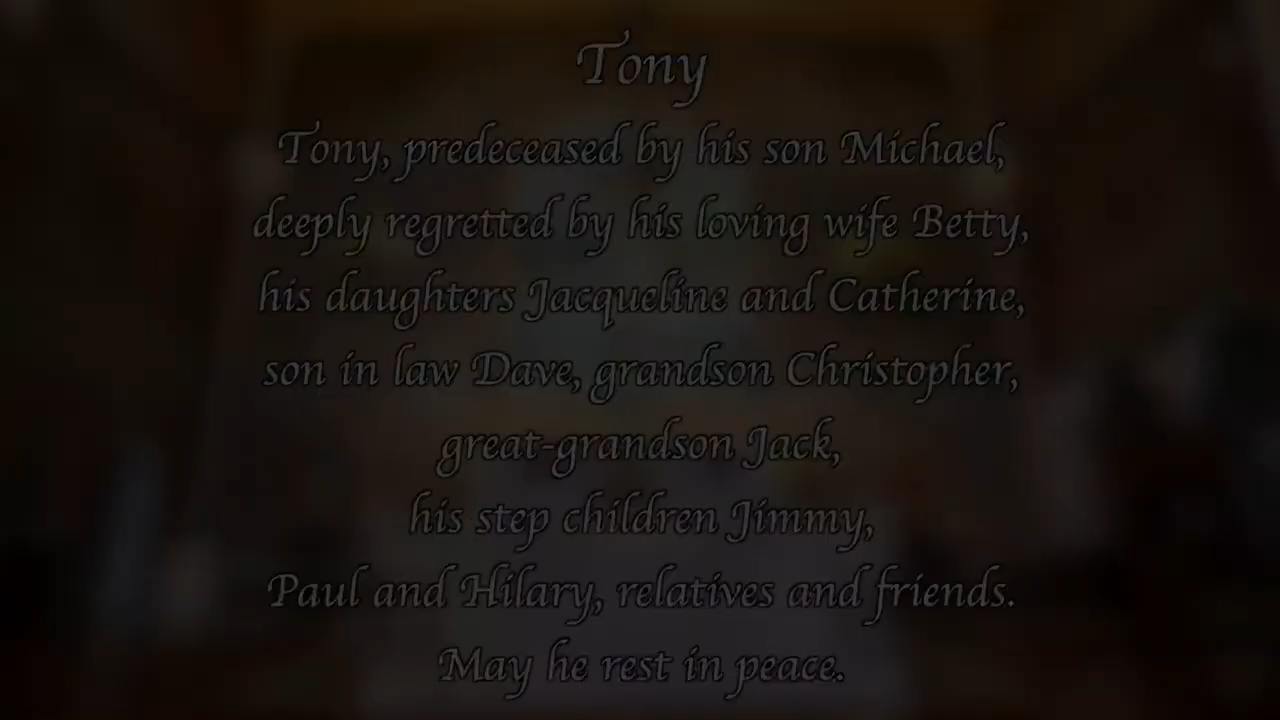 Tony
Tony, predeceased by his son Michael,
deeply regretted by his loving wife Betty,
his daughters Jacqueline and Catherine,
son in law Dave, grandson Christopher,
great-grandson Jack,
his step children Jimmy,
Paul and Hilary, relatives and friends.
May he rest in peace.